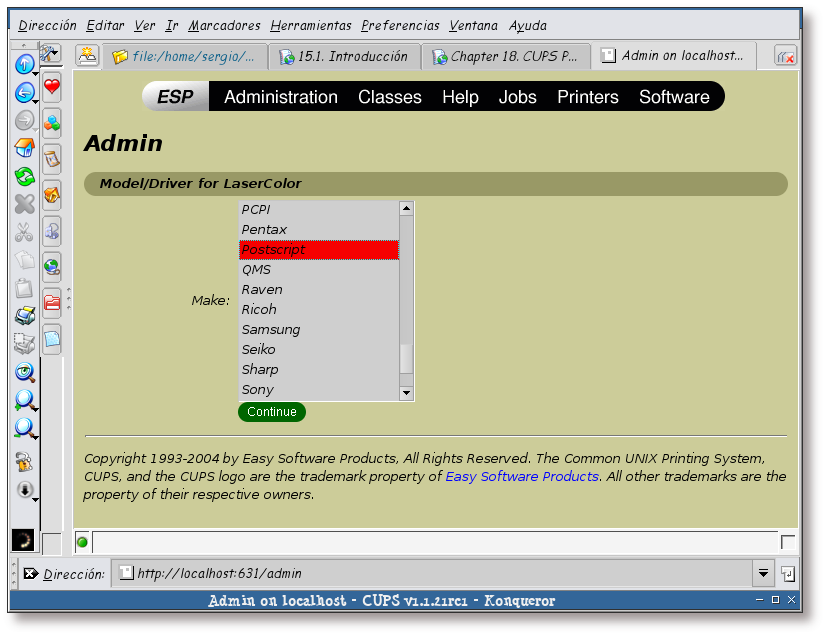 Dirección Editar Ver Ir Marcadores Herramientas Preferencias Ventana Ayuda
file:/home/sergio/... 15.1. Introducción Chapter 18. CUPS P... Admin on localhost...
ESP Administration Classes Help Jobs Printers Software
Admin
Model/Driver for LaserColor
PCPI
Pentax
Postscript
QMS
Raven
Make:
Ricoh
Samsung
Seiko
Sharp
Sony
Continue
Copyright 1993-2004 by Easy Software Products, All Rights Reserved. The Common UNIX Printing System,
CUPS, and the CUPS logo are the trademark property of Easy Software Products. All other trademarks are the
property of their respective owners.
Dirección: http://localhost:631/admin
Admin on localhost - CUPS v1.1.21rc1 - Konqueror